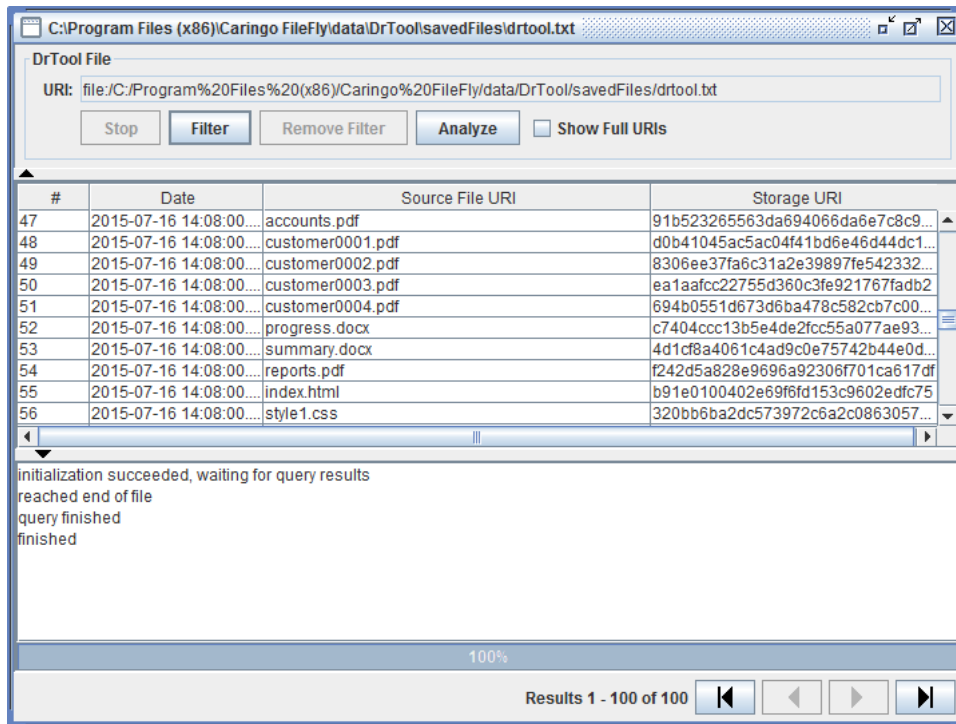 C:\Program Files (x86)\Caringo FileFly\data\DrTool\savedFiles\drtool.txt
DrTool File
URI: file:/C:/Program%20Files%20(x86)/Caringo%20FileFly/data/DrTool/savedFiles/drtool.txt
Stop Filter Remove Filter Analyze Show Full URIs
# Date Source File URI Storage URI
47 2015-07-16 14:08:00.... accounts.pdf 91b523265563da694066da6e7c8c9...
48 2015-07-16 14:08:00.... customer0001.pdf d0b41045ac5ac04f41bd6e46d44dc1...
49 2015-07-16 14:08:00.... customer0002.pdf 8306ee37fa6c31a2e39897fe542332...
50 2015-07-16 14:08:00.... customer0003.pdf ea1aafcc22755d360c3fe921767fadb2
51 2015-07-16 14:08:00.... customer0004.pdf 694b0551d673d6ba478c582cb7c00...
52 2015-07-16 14:08:00.... progress.docx c7404ccc13b5e4de2fcc55a077ae93...
53 2015-07-16 14:08:00.... summary.docx 4d1cf8a4061c4ad9c0e75742b44e0d...
54 2015-07-16 14:08:00.... reports.pdf f242d5a828e9696a92306f701ca617df
55 2015-07-16 14:08:00.... index.html b91e0100402e69f6fd153c9602edfc75
56 2015-07-16 14:08:00.... style1.css 320bb6ba2dc573972c6a2c0863057...
initialization succeeded, waiting for query results
reached end of file
query finished
finished
100%
Results 1 - 100 of 100